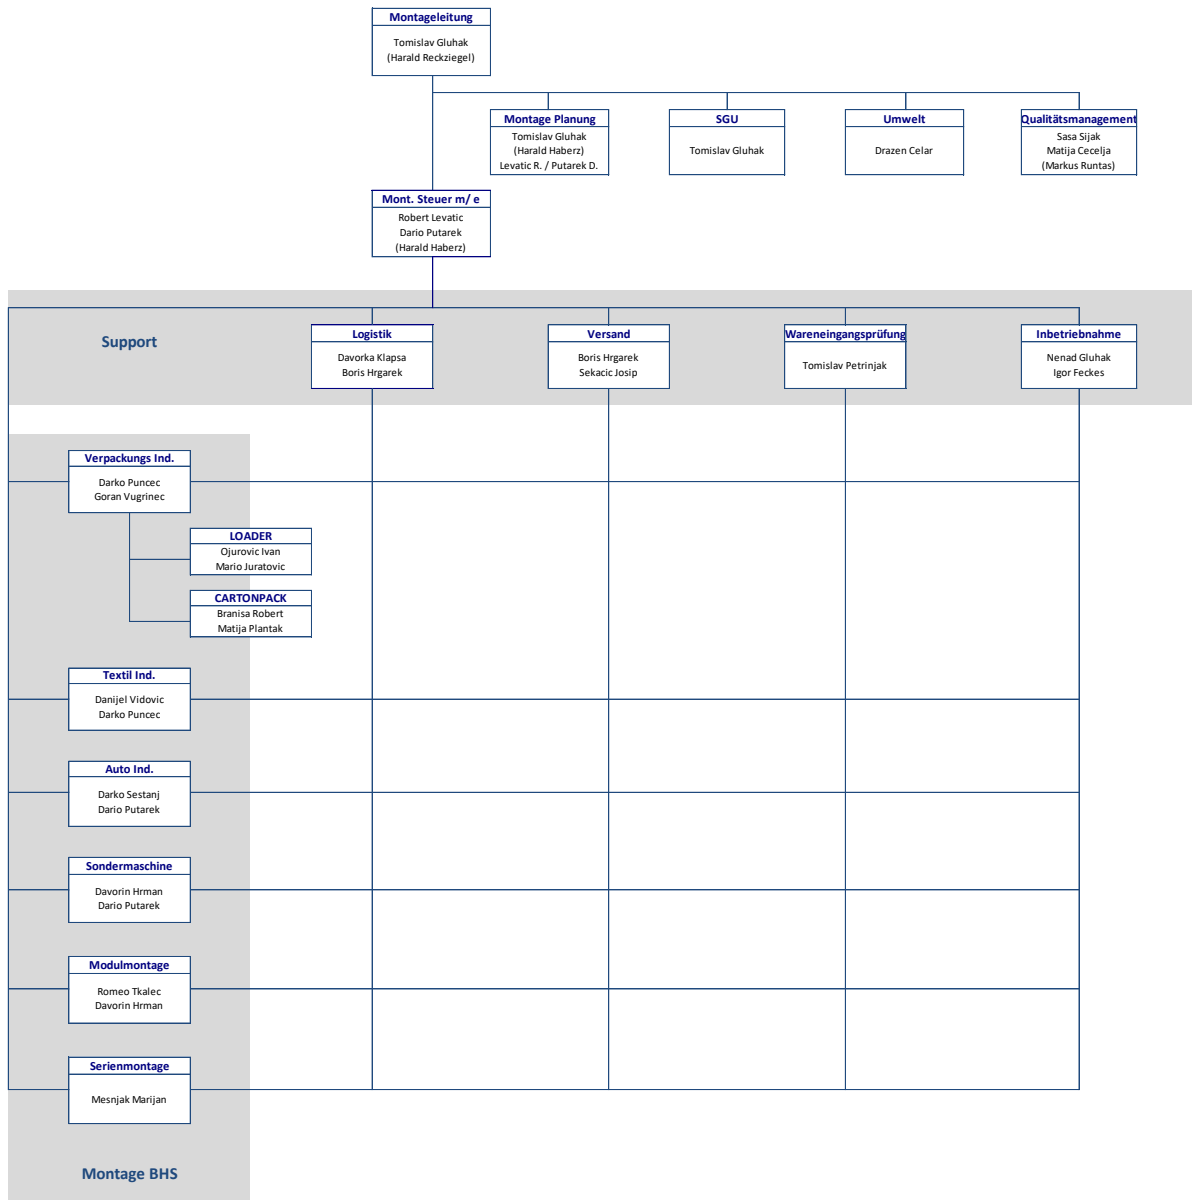 Montageleitung
Tomislav Gluhak
(Harald Reckziegel)
Montage Planung
Tomislav Gluhak
(Harald Haberz)
Levatic R. / Putarek D.
SGU
Tomislav Gluhak
Umwelt
Drazen Celar
Qualitätsmanagement
Sasa Sijak
Matija Cecelja
(Markus Runtas)
Mont. Steuer m/ e
Robert Levatic
Dario Putarek
(Harald Haberz)
Support
Logistik
Davorka Klapsa
Boris Hrgarek
Versand
Boris Hrgarek
Sekacic Josip
Wareneingangsprüfung
Tomislav Petrinjak
Inbetriebnahme
Nenad Gluhak
Igor Feckes
Verpackungs Ind.
Darko Puncec
Goran Vugrinec
LOADER
Ojurovic Ivan
Mario Juratovic
CARTONPACK
Branisa Robert
Matija Plantak
Textil Ind.
Danijel Vidovic
Darko Puncec
Auto Ind.
Darko Sestanj
Dario Putarek
Sondermaschine
Davorin Hrman
Dario Putarek
Modulmontage
Romeo Tkalec
Davorin Hrman
Serienmontage
Mesnjak Marijan
Montage BHS